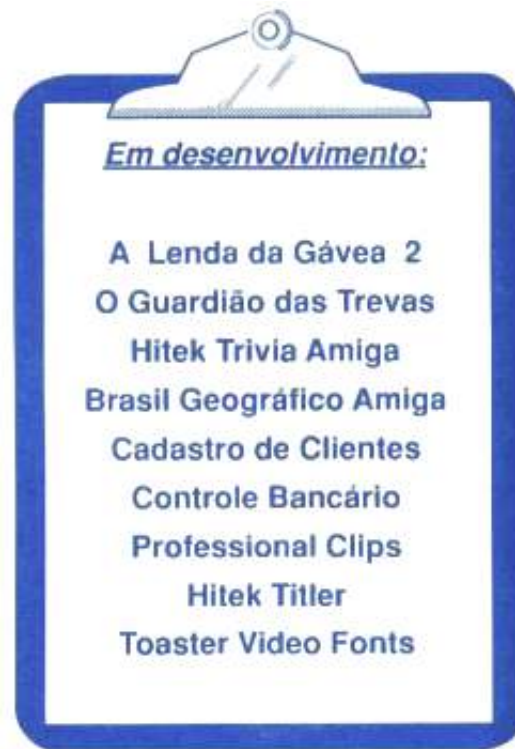 Em desenvolvimento:
A Lenda da Gávea 2
O Guardião das Trevas
Hitek Trivia Amiga
Brasil Geográfico Amiga
Cadastro de Clientes
Controle Bancário
Professional Clips
Hitek Titler
Toaster Video Fonts